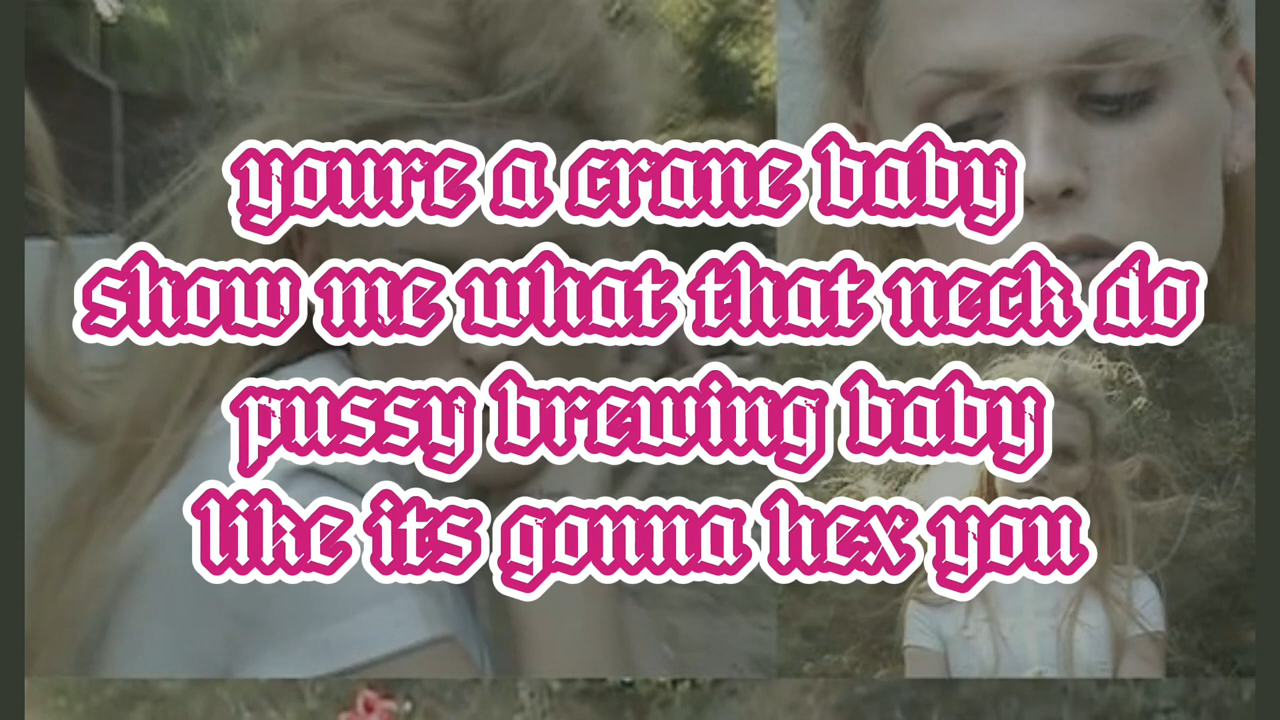 youre a crane baby
show me what that neck do
pussy brewing baby
like its gonna hex you